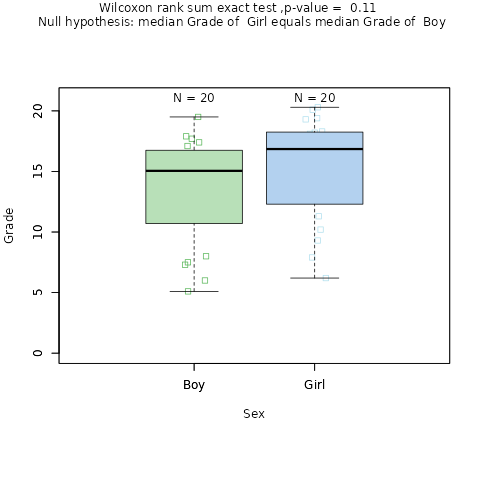 Wilcoxon rank sum exact test ,p-value =  0.11
Null hypothesis: median Grade of  Girl equals median Grade of  Boy
N = 20
N = 20
20
15
10
5
0
Grade
Boy
Girl
Sex